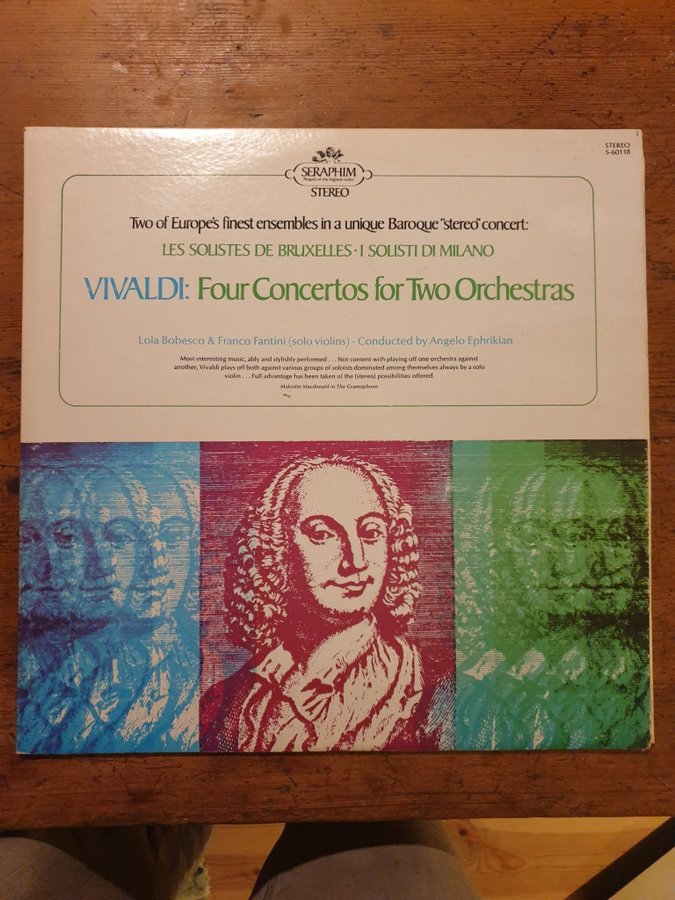 STEREO
S-60118
SERAPHIM
"Angels of the highest order"
STEREO
Two of Europe's finest ensembles in a unique Baroque "stereo" concert:
LES SOLISTES DE BRUXELLES · I SOLISTI DI MILANO
VIVALDI: Four Concertos for Two Orchestras
Lola Bobesco & Franco Fantini (solo violins) · Conducted by Angelo Ephrikian
Most interesting music, ably and stylishly performed . . . Not content with playing off one orchestra against
another, Vivaldi plays off both against various groups of soloists dominated among themselves always by a solo
violin . . . Full advantage has been taken of the [stereo] possibilities offered.
Malcolm Macdonald in The Gramophone